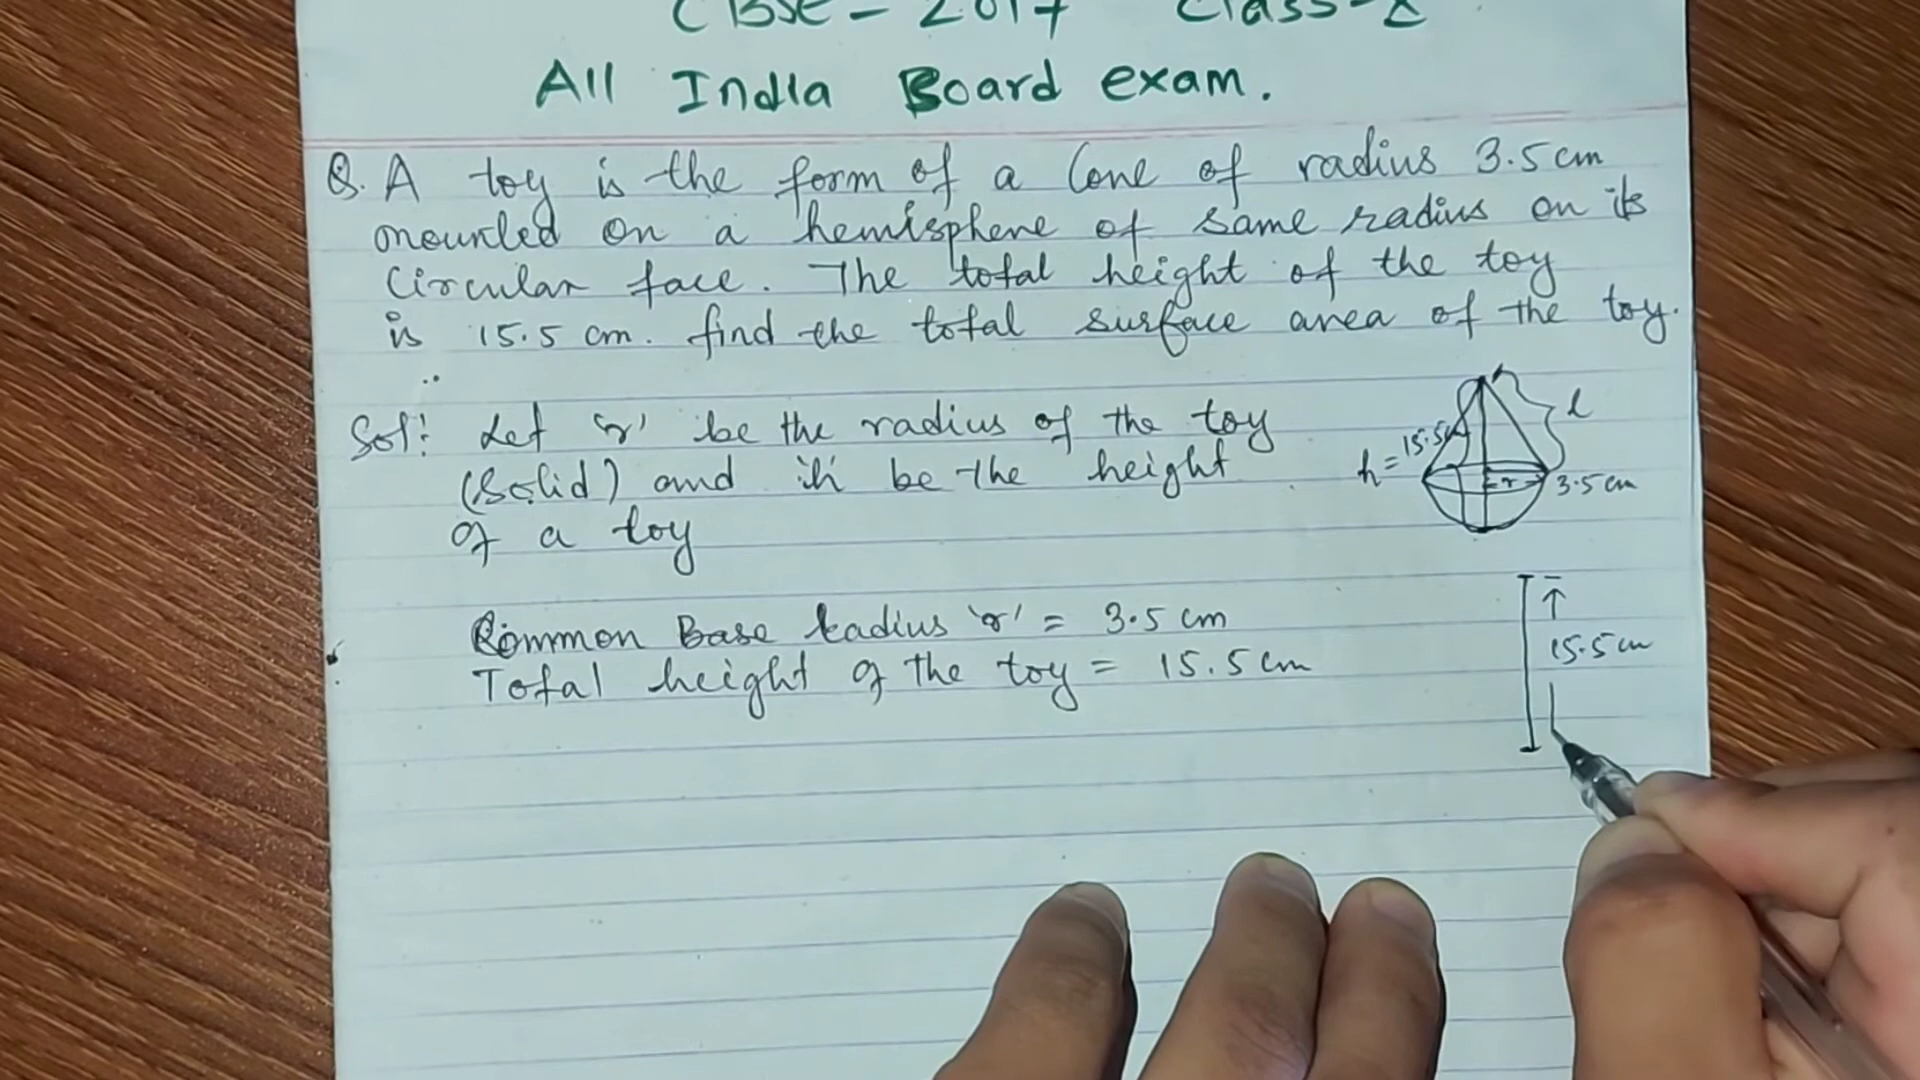 CBSE - 2017 Class-X
All India Board exam.
Q. A toy is the form of a Cone of radius 3.5 cm
mounted on a hemisphere of same radius on its
Circular face. The total height of the toy
is 15.5 cm. find the total surface area of the toy.
Sol: Let 'r' be the radius of the toy
(Solid) and 'h' be the height
of a toy
l
h = 15.5cm
r 3.5 cm
Common Base radius 'r' = 3.5 cm
Total height of the toy = 15.5 cm
15.5 cm